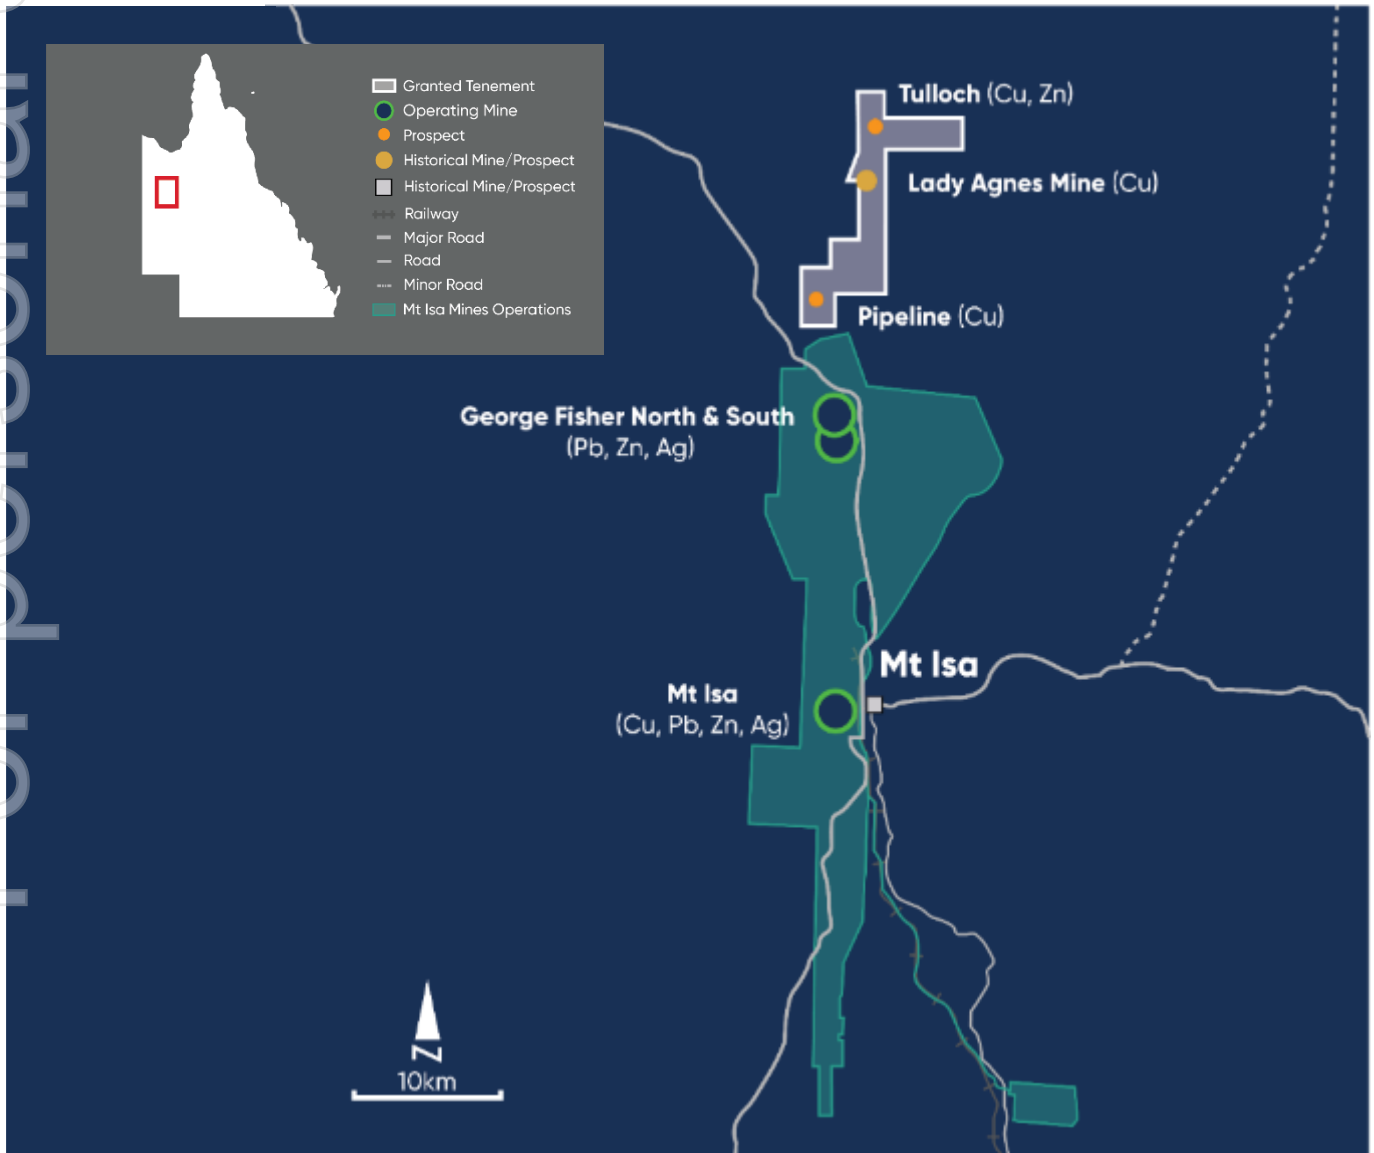 For personal
Granted Tenement
Operating Mine
Prospect
Historical Mine/Prospect
Historical Mine/Prospect
Railway
Major Road
Road
Minor Road
Mt Isa Mines Operations
Tulloch (Cu, Zn)
Lady Agnes Mine (Cu)
Pipeline (Cu)
George Fisher North & South
(Pb, Zn, Ag)
Mt Isa
Mt Isa
(Cu, Pb, Zn, Ag)
N
10km